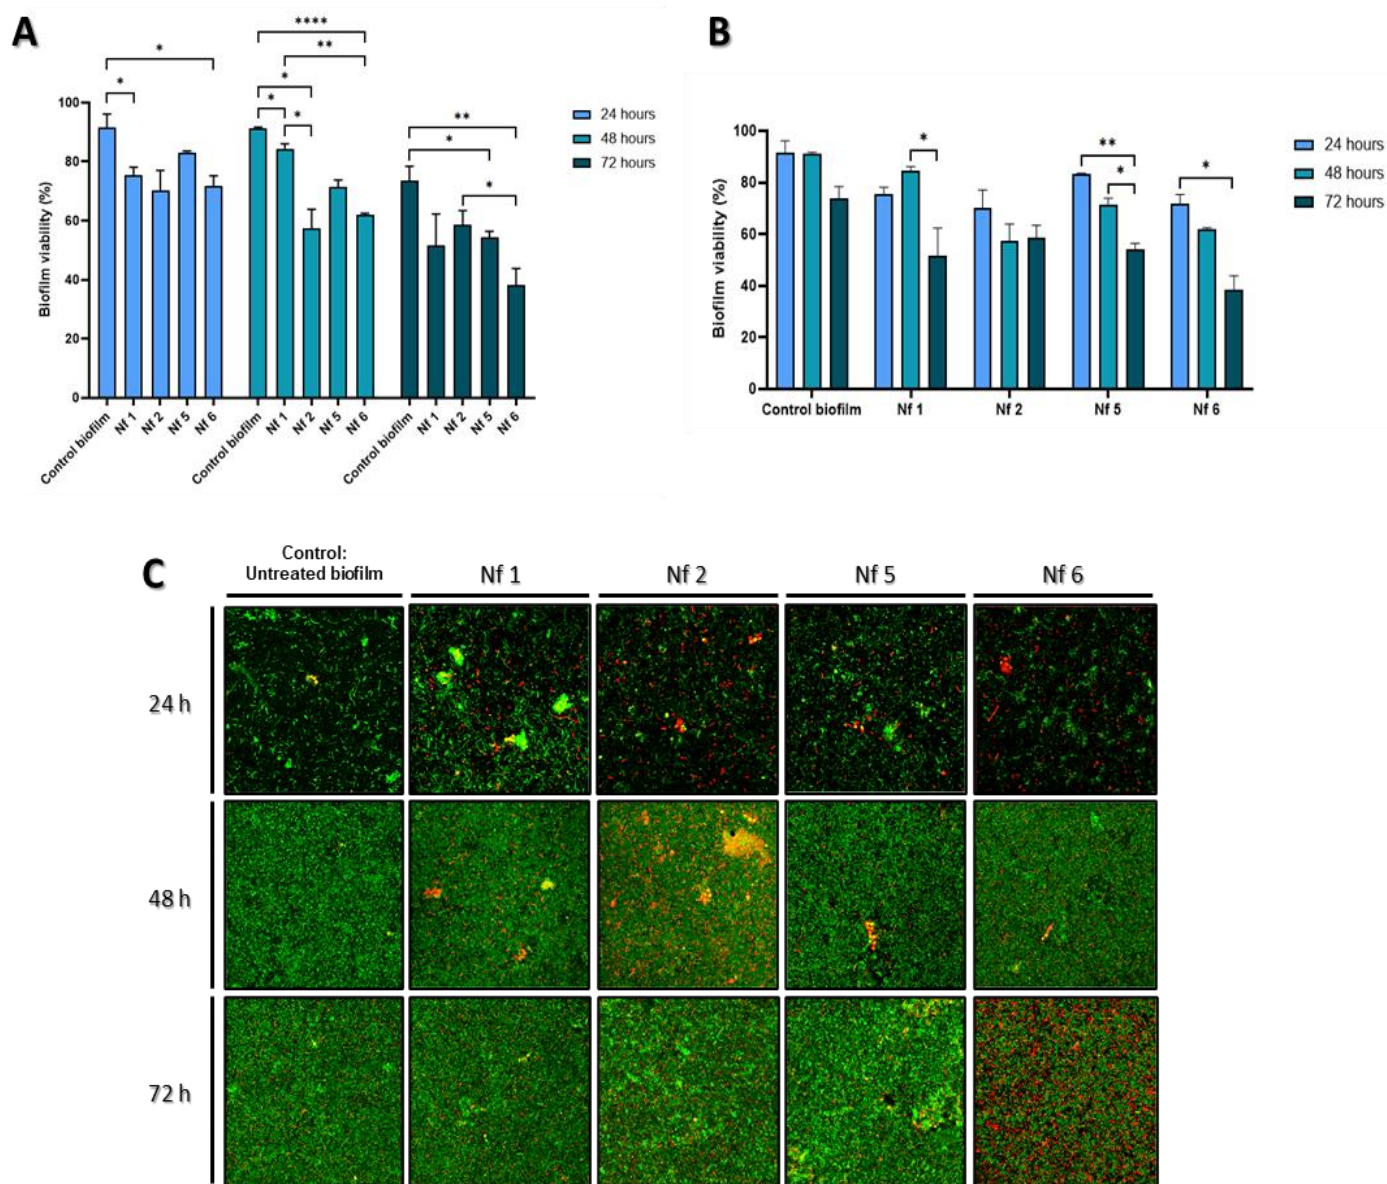 A
****
**
*
*
*
*
*
**
*
*
100
80
60
40
20
0
Biofilm viability (%)
Control biofilm
Nf 1
Nf 2
Nf 5
Nf 6
Control biofilm
Nf 1
Nf 2
Nf 5
Nf 6
Control biofilm
Nf 1
Nf 2
Nf 5
Nf 6
24 hours
48 hours
72 hours
B
*
**
*
*
100
80
60
40
20
0
Biofilm viability (%)
Control biofilm
Nf 1
Nf 2
Nf 5
Nf 6
24 hours
48 hours
72 hours
C
Control:
Untreated biofilm
Nf 1
Nf 2
Nf 5
Nf 6
24 h
48 h
72 h